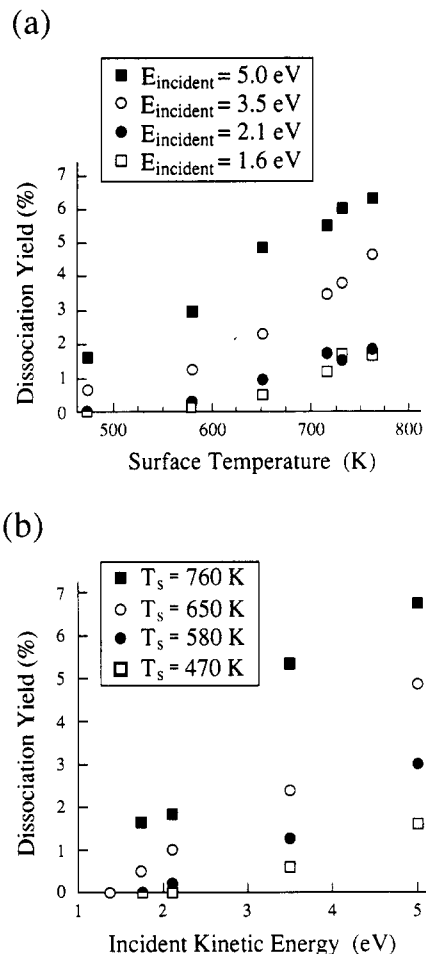 (a)
■ E_incident = 5.0 eV
○ E_incident = 3.5 eV
● E_incident = 2.1 eV
□ E_incident = 1.6 eV
7
6
5
4
3
2
1
0
Dissociation Yield (%)
500 550 600 650 700 750 800
Surface Temperature (K)
(b)
■ T_s = 760 K
○ T_s = 650 K
● T_s = 580 K
□ T_s = 470 K
7
6
5
4
3
2
1
0
Dissociation Yield (%)
1 2 3 4 5
Incident Kinetic Energy (eV)